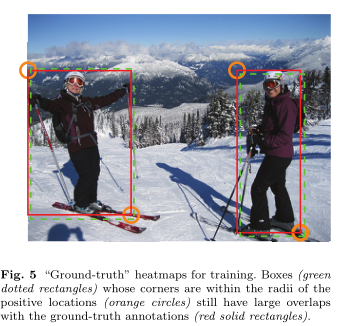 Fig. 5 “Ground-truth” heatmaps for training. Boxes (green
dotted rectangles) whose corners are within the radii of the
positive locations (orange circles) still have large overlaps
with the ground-truth annotations (red solid rectangles).